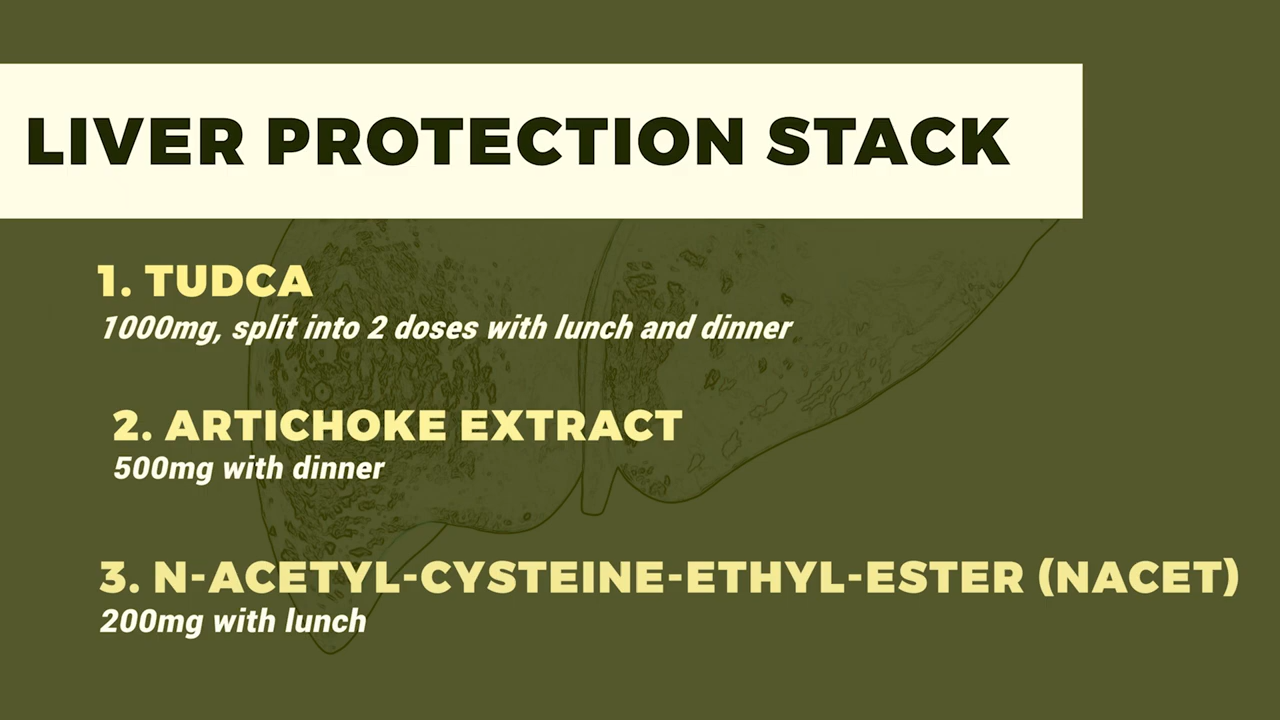 LIVER PROTECTION STACK
1. TUDCA
1000mg, split into 2 doses with lunch and dinner
2. ARTICHOKE EXTRACT
500mg with dinner
3. N-ACETYL-CYSTEINE-ETHYL-ESTER (NACET)
200mg with lunch